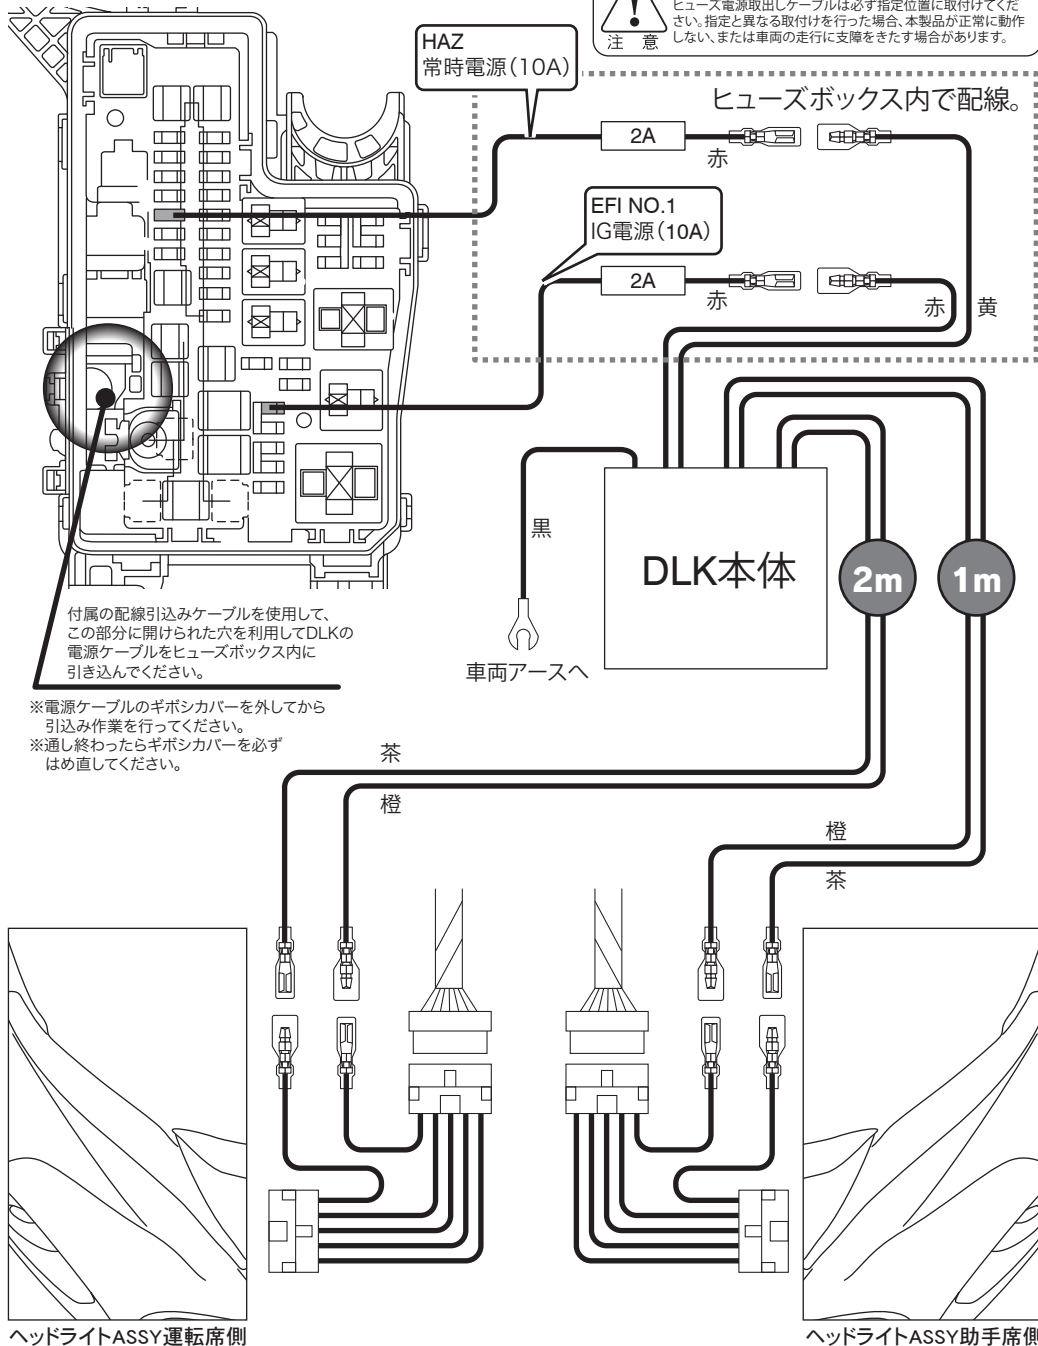 ヒューズ電源取出しケーブルは必ず指定位置に取付けてくだ
さい。指定と異なる取付けを行った場合、本製品が正常に動作
しない、または車両の走行に支障をきたす場合があります。
注 意
HAZ
常時電源(10A)
ヒューズボックス内で配線。
2A
赤
EFI NO.1
IG電源(10A)
2A
赤
赤
黄
黒
DLK本体
2m
1m
車両アースへ
付属の配線引込みケーブルを使用して、
この部分に開けられた穴を利用してDLKの
電源ケーブルをヒューズボックス内に
引き込んでください。
※電源ケーブルのギボシカバーを外してから
引込み作業を行ってください。
※通し終わったらギボシカバーを必ず
はめ直してください。
茶
橙
橙
茶
ヘッドライトASSY運転席側
ヘッドライトASSY助手席側